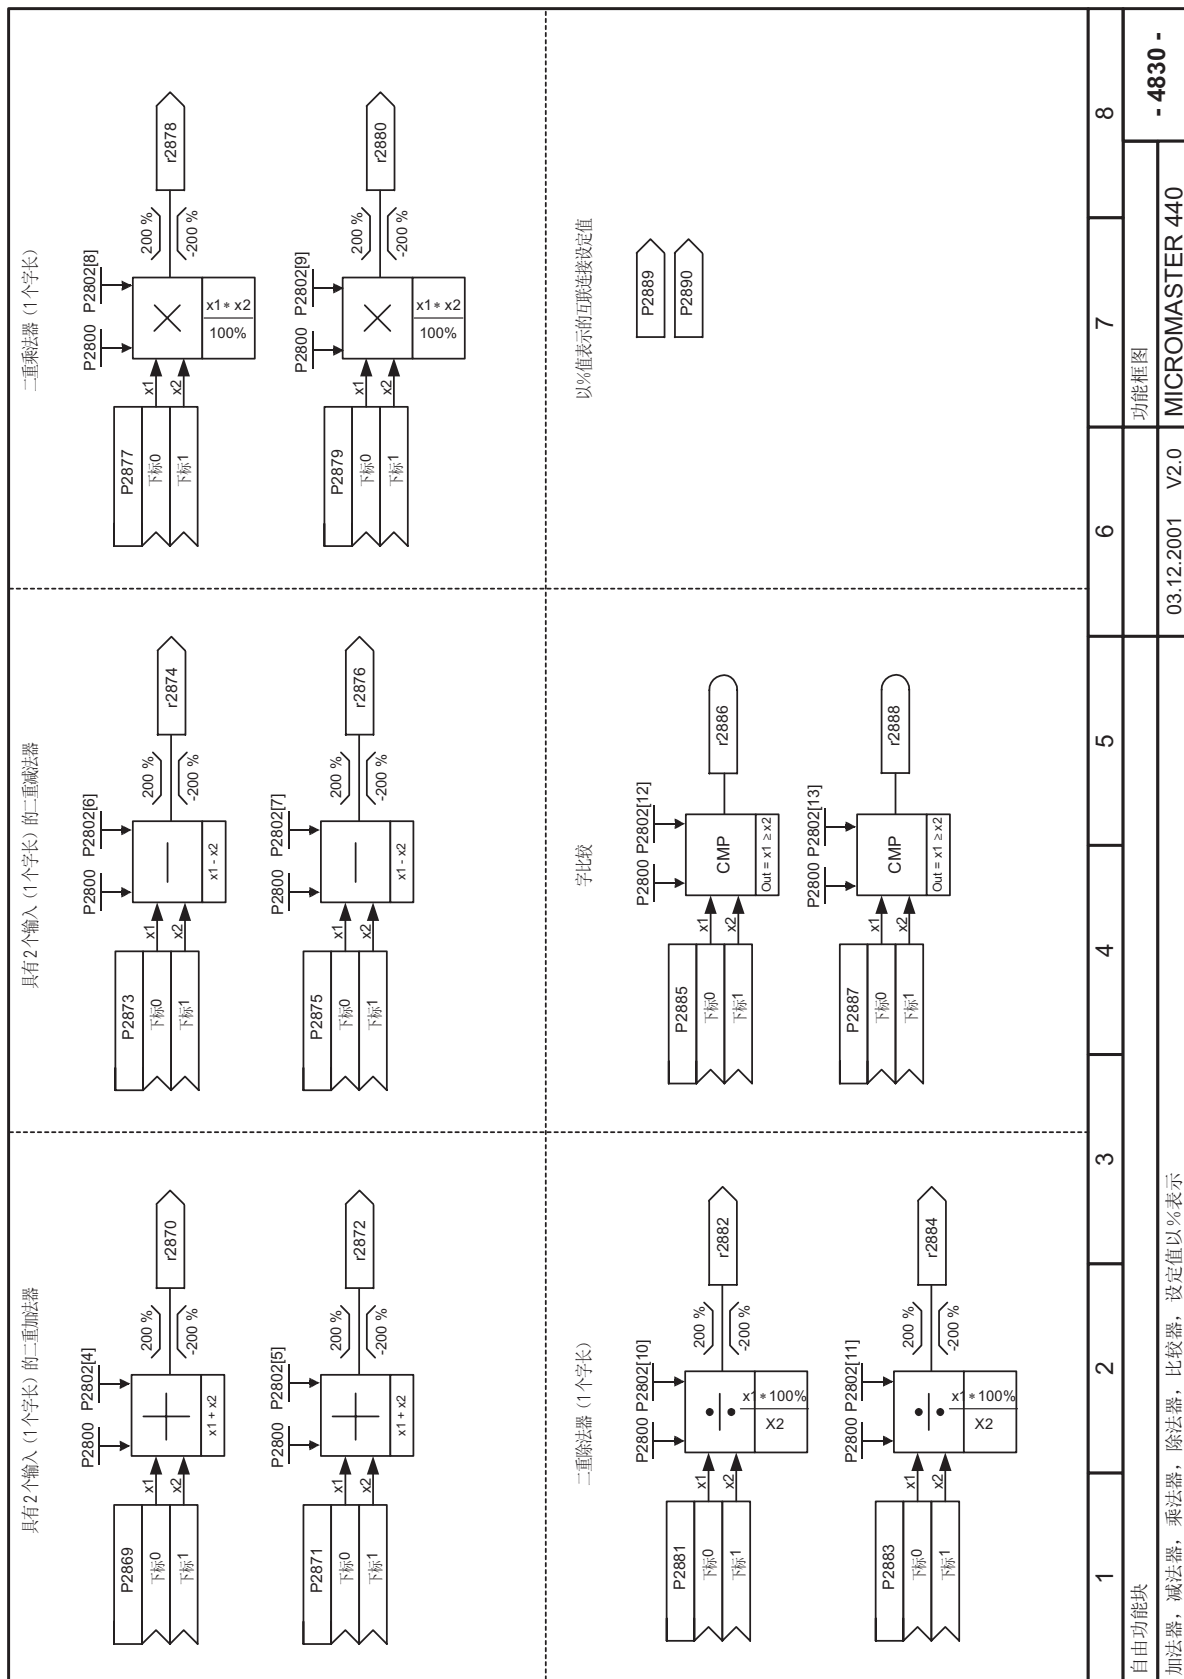 具有2个输入（1个字长）的二重加法器
P2800 P2802[4]
P2869
下标0
下标1
x1
x2
x1 + x2
200 %
-200 %
r2870
P2800 P2802[5]
P2871
下标0
下标1
x1
x2
x1 + x2
200 %
-200 %
r2872
具有2个输入（1个字长）的二重减法器
P2800 P2802[6]
P2873
下标0
下标1
x1
x2
x1 - x2
200 %
-200 %
r2874
P2800 P2802[7]
P2875
下标0
下标1
x1
x2
x1 - x2
200 %
-200 %
r2876
二重乘法器（1个字长）
P2800 P2802[8]
P2877
下标0
下标1
x1
x2
x1∗x2
100%
200 %
-200 %
r2878
P2800 P2802[9]
P2879
下标0
下标1
x1
x2
x1∗x2
100%
200 %
-200 %
r2880
二重除法器（1个字长）
P2800 P2802[10]
P2881
下标0
下标1
x1
x2
x1∗100%
X2
200 %
-200 %
r2882
P2800 P2802[11]
P2883
下标0
下标1
x1
x2
x1∗100%
X2
200 %
-200 %
r2884
字比较
P2800 P2802[12]
P2885
下标0
下标1
x1
x2
CMP
Out = x1 ≥ x2
r2886
P2800 P2802[13]
P2887
下标0
下标1
x1
x2
CMP
Out = x1 ≥ x2
r2888
以%值表示的互联连接设定值
P2889
P2890
1 2 3 4 5 6 7 8
自由功能块
功能框图
- 4830 -
加法器，减法器，乘法器，除法器，比较器，设定值以%表示
03.12.2001 V2.0
MICROMASTER 440